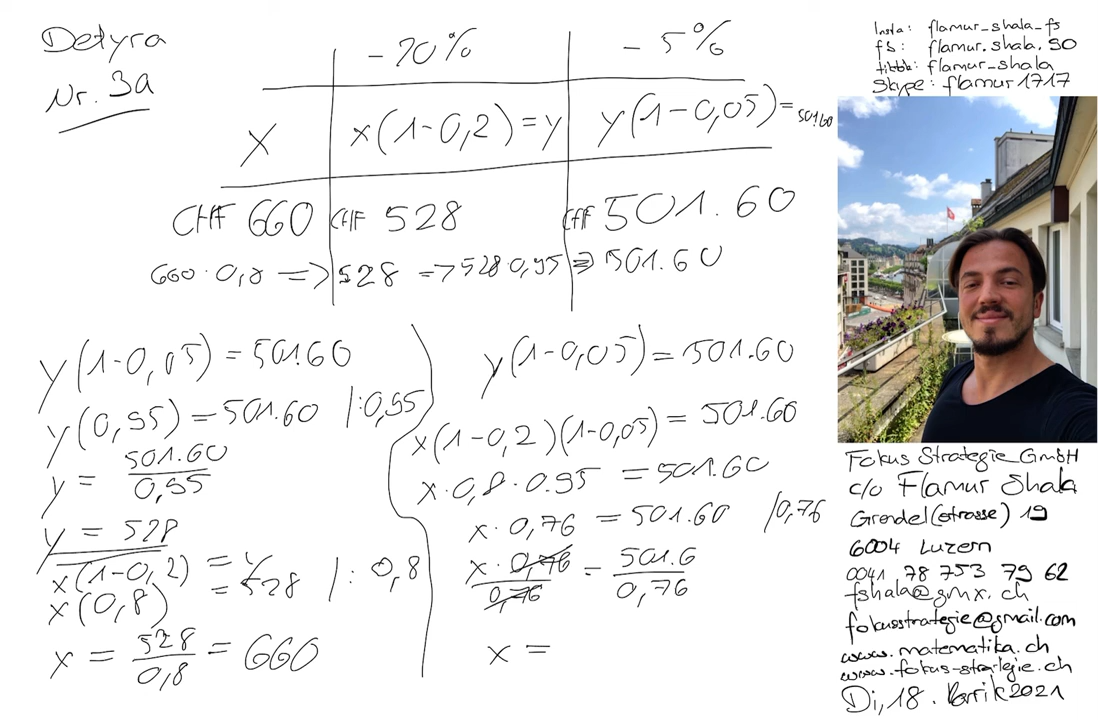 Detyra
Nr. 3a
-20% -5%
x x(1-0,2)=y y(1-0,05)=501.60
CHF 660 CHF 528 CHF 501.60
660·0,8 => 528 => 528·0,95 => 501.60
y(1-0,05)=501.60
y(0,95)=501.60 |:0,95
y = 501.60/0,95
y = 528
x(1-0,2) = y
x(0,8) = 528 |:0,8
x = 528/0,8 = 660
y(1-0,05)=501.60
x(1-0,2)(1-0,05)=501.60
x·0,8·0.95 = 501.60
x·0,76 = 501.60 /0,76
x·0,76/0,76 = 501.6/0,76
x =
Insta: flamur_shala_fs
fs: flamur.shala.50
tiktok: flamur_shala
Skype: flamur1717
Fokus Strategie GmbH
c/o Flamur Shala
Grendel(strasse) 19
6004 Luzern
0041 78 753 79 62
fshala@gmx.ch
fokusstrategie@gmail.com
www.matematika.ch
www.fokus-strategie.ch
Di, 18. 2021